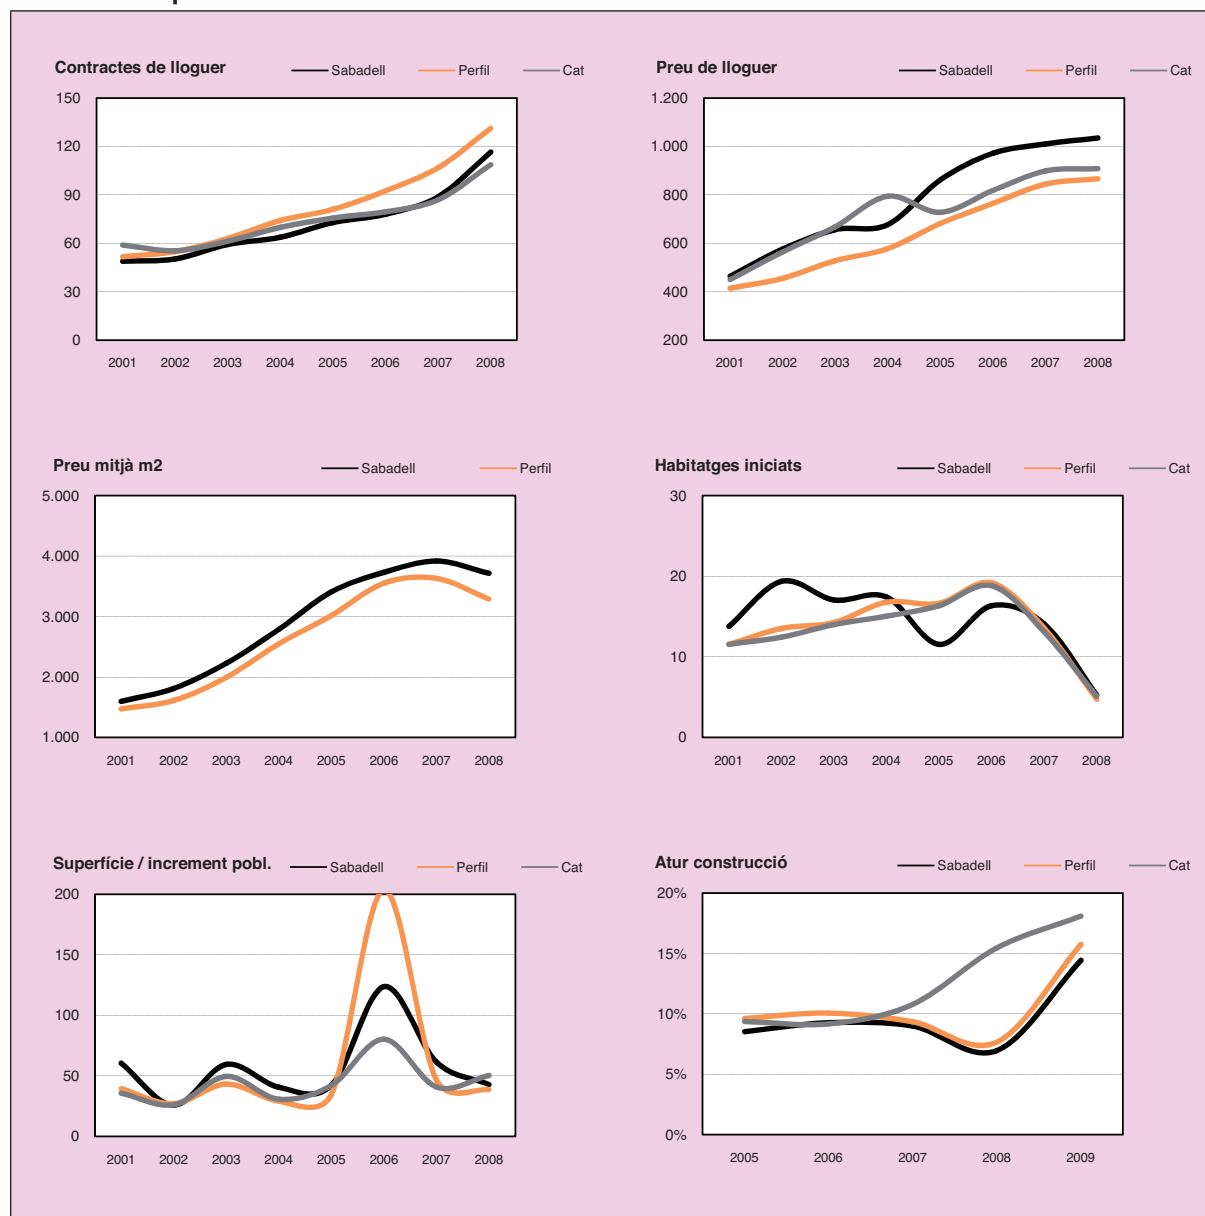 Contractes de lloguer Sabadell Perfil Cat
150
120
90
60
30
0
2001 2002 2003 2004 2005 2006 2007 2008
Preu de lloguer Sabadell Perfil Cat
1.200
1.000
800
600
400
200
2001 2002 2003 2004 2005 2006 2007 2008
Preu mitjà m2 Sabadell Perfil
5.000
4.000
3.000
2.000
1.000
2001 2002 2003 2004 2005 2006 2007 2008
Habitatges iniciats Sabadell Perfil Cat
30
20
10
0
2001 2002 2003 2004 2005 2006 2007 2008
Superfície / increment pobl. Sabadell Perfil Cat
200
150
100
50
0
2001 2002 2003 2004 2005 2006 2007 2008
Atur construcció Sabadell Perfil Cat
20%
15%
10%
5%
0%
2005 2006 2007 2008 2009